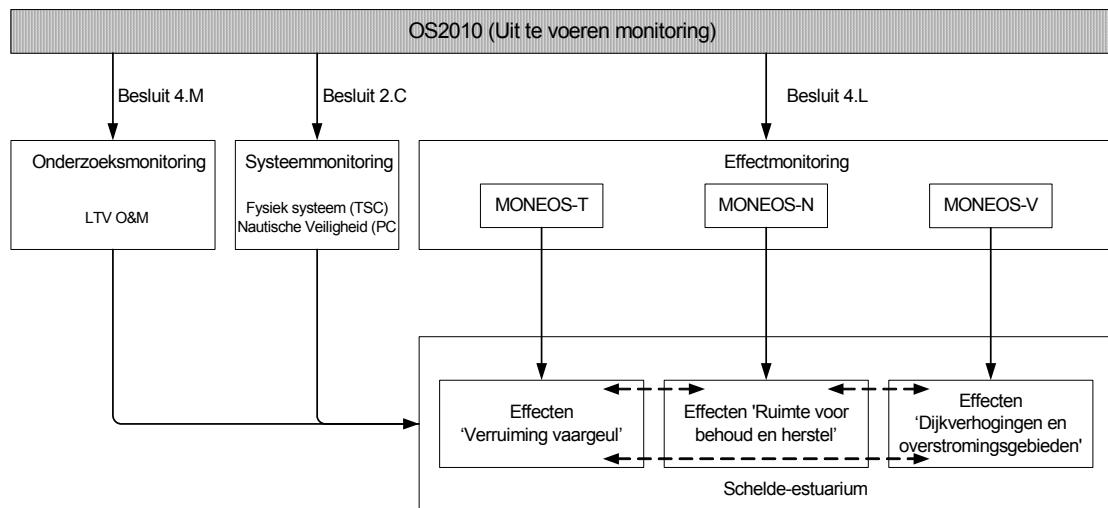 OS2010 (Uit te voeren monitoring)
Besluit 4.M
Besluit 2.C
Besluit 4.L
Onderzoeksmonitoring
LTV O&M
Systeemmonitoring
Fysiek systeem (TSC)
Nautische Veiligheid (PC
Effectmonitoring
MONEOS-T
MONEOS-N
MONEOS-V
Effecten
‘Verruiming vaargeul’
Effecten 'Ruimte voor
behoud en herstel’
Effecten
‘Dijkverhogingen en
overstromingsgebieden'
Schelde-estuarium